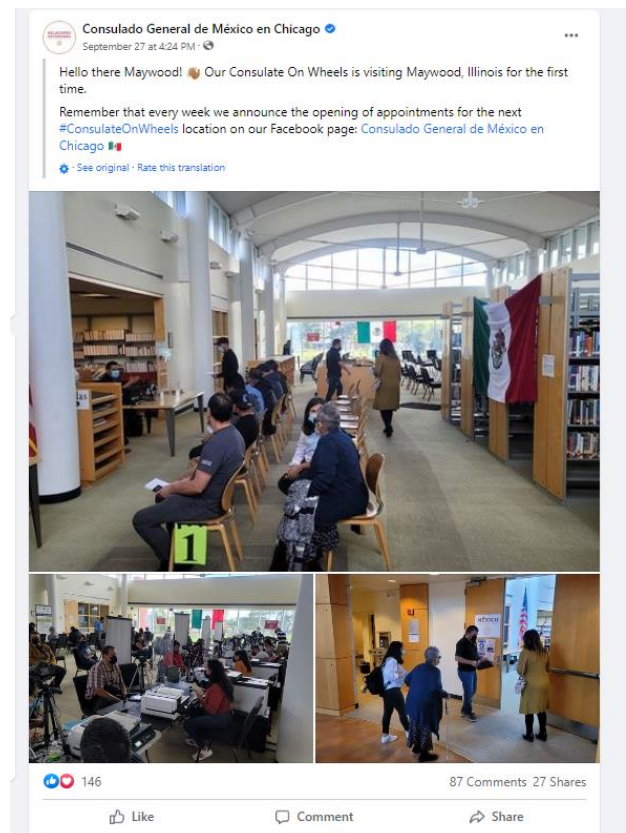 Consulado General de México en Chicago
September 27 at 4:24 PM ·
Hello there Maywood! 👋🏽 Our Consulate On Wheels is visiting Maywood, Illinois for the first
time.
Remember that every week we announce the opening of appointments for the next
#ConsulateOnWheels location on our Facebook page: Consulado General de México en
Chicago 🇲🇽
· See original · Rate this translation
1
MÉXICO
146
87 Comments 27 Shares
Like
Comment
Share